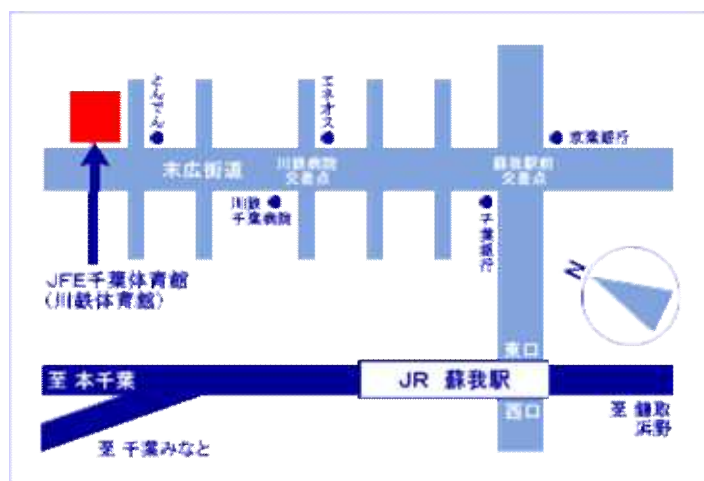 とんでん
エネオス
京葉銀行
末広街道
川鉄病院
交差点
蘇我駅前
交差点
川鉄
千葉病院
千葉銀行
JFE千葉体育館
(川鉄体育館)
N
東口
至 本千葉
JR 蘇我駅
西口
至 鎌取
浜野
至 千葉みなと